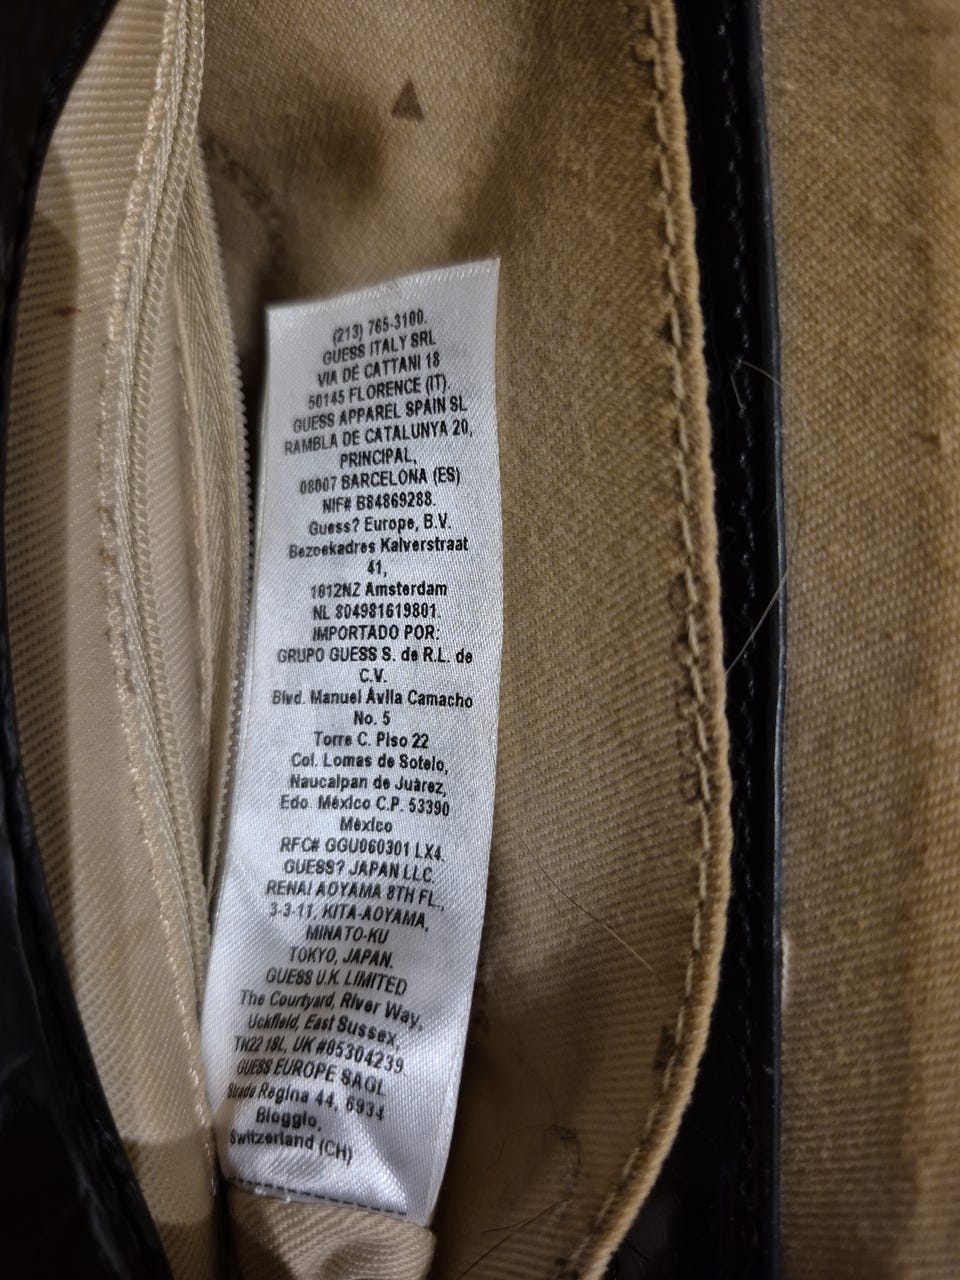 (213) 765-3100.
GUESS ITALY SRL
VIA DE CATTANI 18
50145 FLORENCE (IT).
GUESS APPAREL SPAIN SL
RAMBLA DE CATALUNYA 20,
PRINCIPAL,
08007 BARCELONA (ES)
NIF# B84869288.
Guess? Europe, B.V.
Bezoekadres Kalverstraat
41,
1012NZ Amsterdam
NL 804981619801.
IMPORTADO POR:
GRUPO GUESS S. de R.L. de
C.V.
Blvd. Manuel Ávila Camacho
No. 5
Torre C. Piso 22
Col. Lomas de Sotelo,
Naucalpan de Juárez,
Edo. México C.P. 53390
México
RFC# GGU060301 LX4.
GUESS? JAPAN LLC.
RENAI AOYAMA 8TH FL.,
3-3-11, KITA-AOYAMA,
MINATO-KU
TOKYO, JAPAN.
GUESS U.K. LIMITED
The Courtyard, River Way,
Uckfield, East Sussex,
TN22 1SL, UK #05304239
GUESS EUROPE SAGL
Strada Regina 44, 6934
Bioggio,
Switzerland (CH)